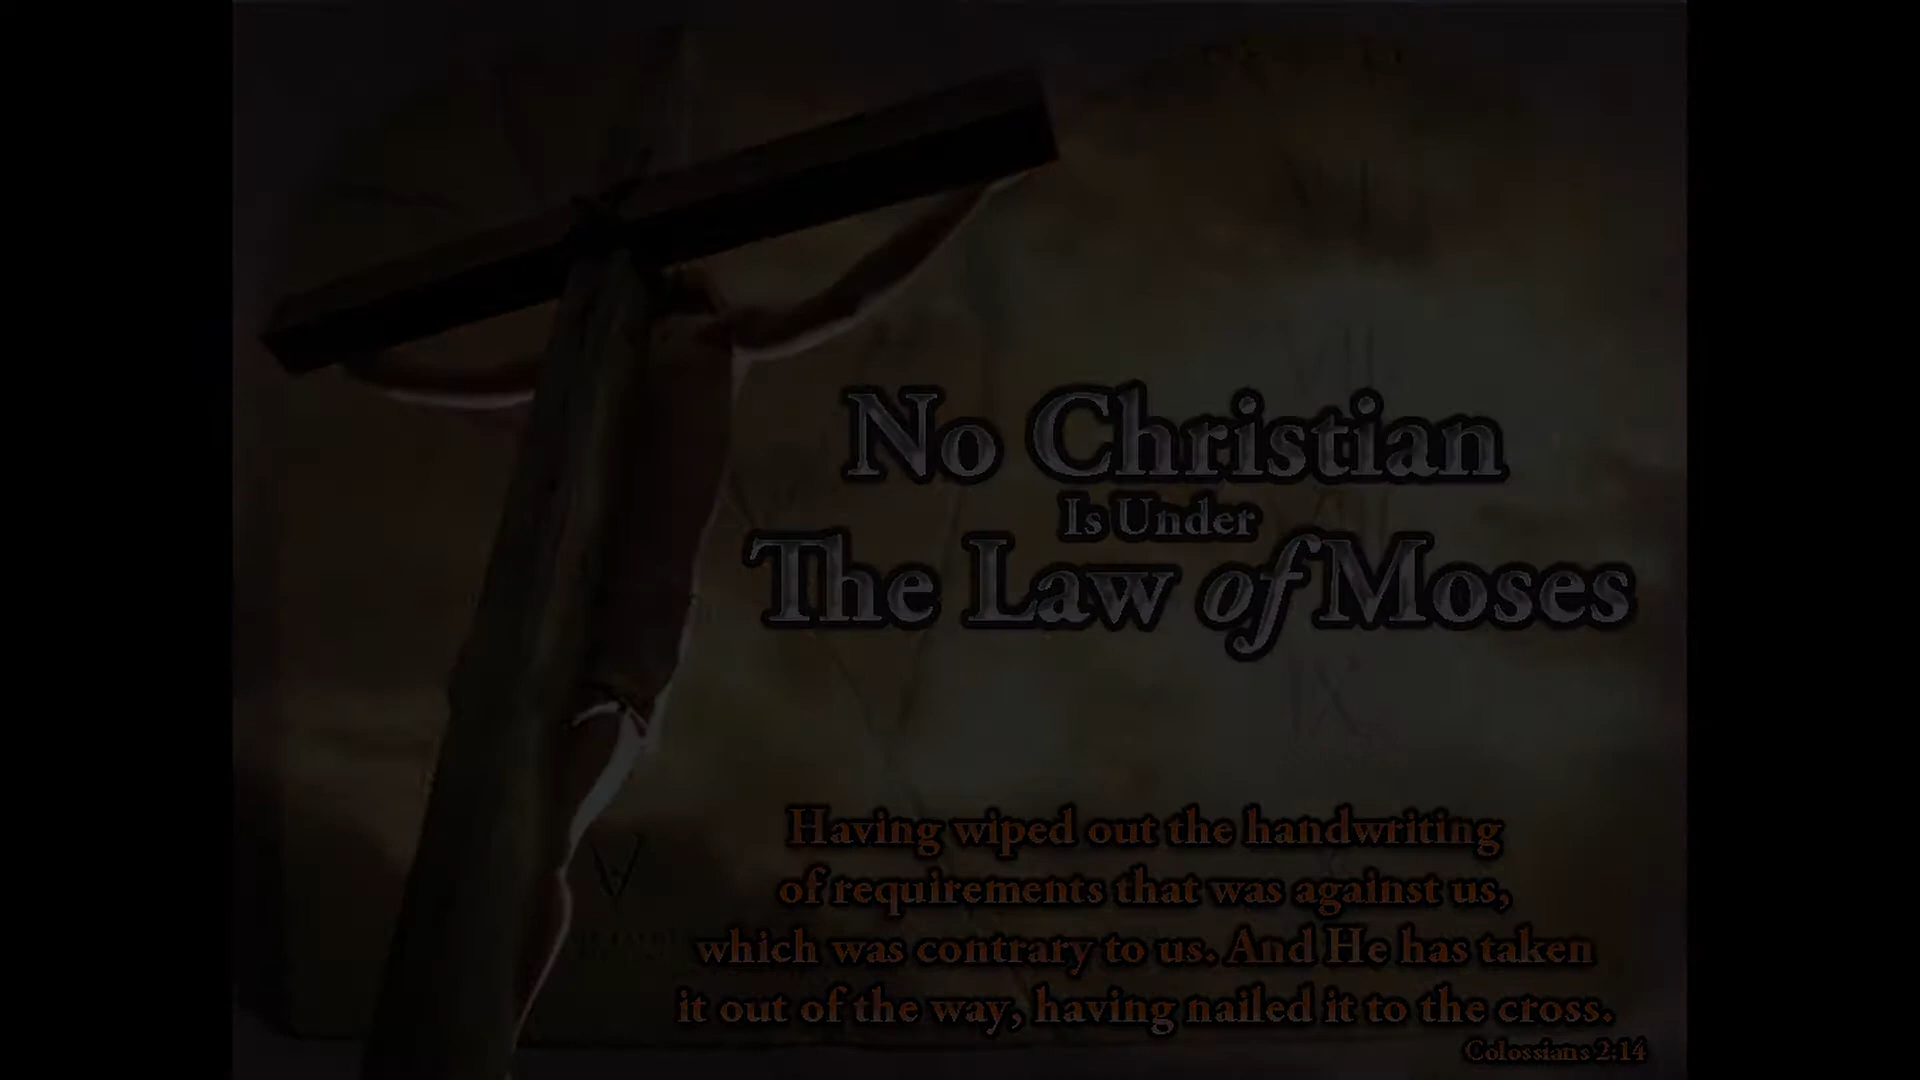 No Christian
Is Under
The Law of Moses
Having wiped out the handwriting
of requirements that was against us,
which was contrary to us. And He has taken
it out of the way, having nailed it to the cross.
Colossians 2:14